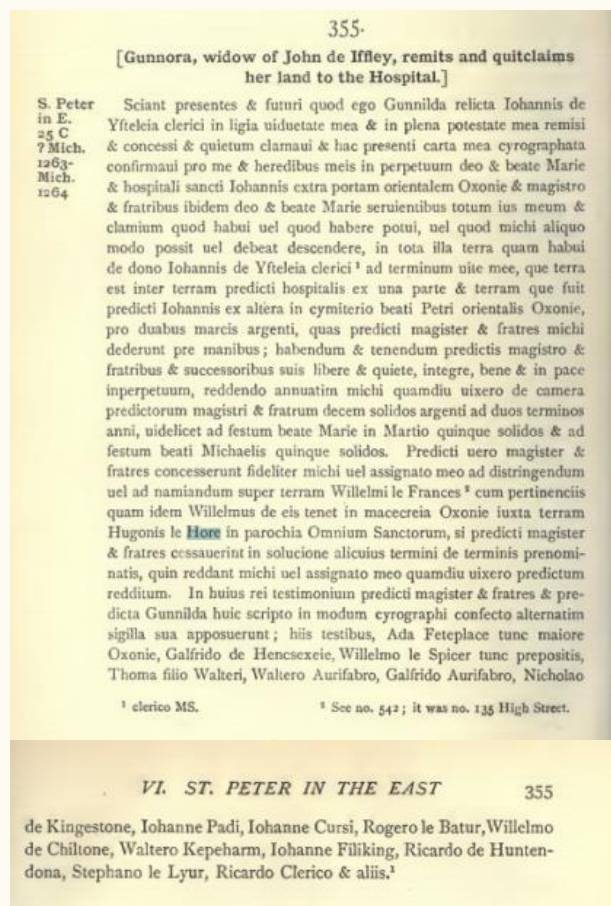 355.
[Gunnora, widow of John de Iffley, remits and quitclaims
her land to the Hospital.]
S. Peter
in E.
25 C
? Mich.
1263-
Mich.
1264
Sciant presentes & futuri quod ego Gunnilda relicta Iohannis de
Yfteleia clerici in ligia uiduetate mea & in plena potestate mea remisi
& concessi & quietum clamaui & hac presenti carta mea cyrographata
confirmaui pro me & heredibus meis in perpetuum deo & beate Marie
& hospitali sancti Iohannis extra portam orientalem Oxonie & magistro
& fratribus ibidem deo & beate Marie seruientibus totum ius meum &
clamium quod habui uel quod habere potui, uel quod michi aliquo
modo possit uel debeat descendere, in tota illa terra quam habui
de dono Iohannis de Yfteleia clerici ¹ ad terminum uite mee, que terra
est inter terram predicti hospitalis ex una parte & terram que fuit
predicti Iohannis ex altera in cymiterio beati Petri orientalis Oxonie,
pro duabus marcis argenti, quas predicti magister & fratres michi
dederunt pre manibus; habendum & tenendum predictis magistro &
fratribus & successoribus suis libere & quiete, integre, bene & in pace
inperpetuum, reddendo annuatim michi quamdiu uixero de camera
predictorum magistri & fratrum decem solidos argenti ad duos terminos
anni, uidelicet ad festum beate Marie in Martio quinque solidos & ad
festum beati Michaelis quinque solidos. Predicti uero magister &
fratres concesserunt fideliter michi uel assignato meo ad distringendum
uel ad namiandum super terram Willelmi le Frances ² cum pertinenciis
quam idem Willelmus de eis tenet in macecreia Oxonie iuxta terram
Hugonis le Hore in parochia Omnium Sanctorum, si predicti magister
& fratres cessauerint in solucione alicuius termini de terminis prenomi-
natis, quin reddant michi uel assignato meo quamdiu uixero predictum
redditum. In huius rei testimonium predicti magister & fratres & pre-
dicta Gunnilda huic scripto in modum cyrographi confecto alternatim
sigilla sua apposuerunt; hiis testibus, Ada Feteplace tunc maiore
Oxonie, Galfrido de Hencsexeie, Willelmo le Spicer tunc prepositis,
Thoma filio Walteri, Waltero Aurifabro, Galfrido Aurifabro, Nicholao
¹ clerico MS.
² See no. 542; it was no. 135 High Street.
VI. ST. PETER IN THE EAST
355
de Kingestone, Iohanne Padi, Iohanne Cursi, Rogero le Batur, Willelmo
de Chiltone, Waltero Kepeharm, Iohanne Filiking, Ricardo de Hunten-
dona, Stephano le Lyur, Ricardo Clerico & aliis.¹